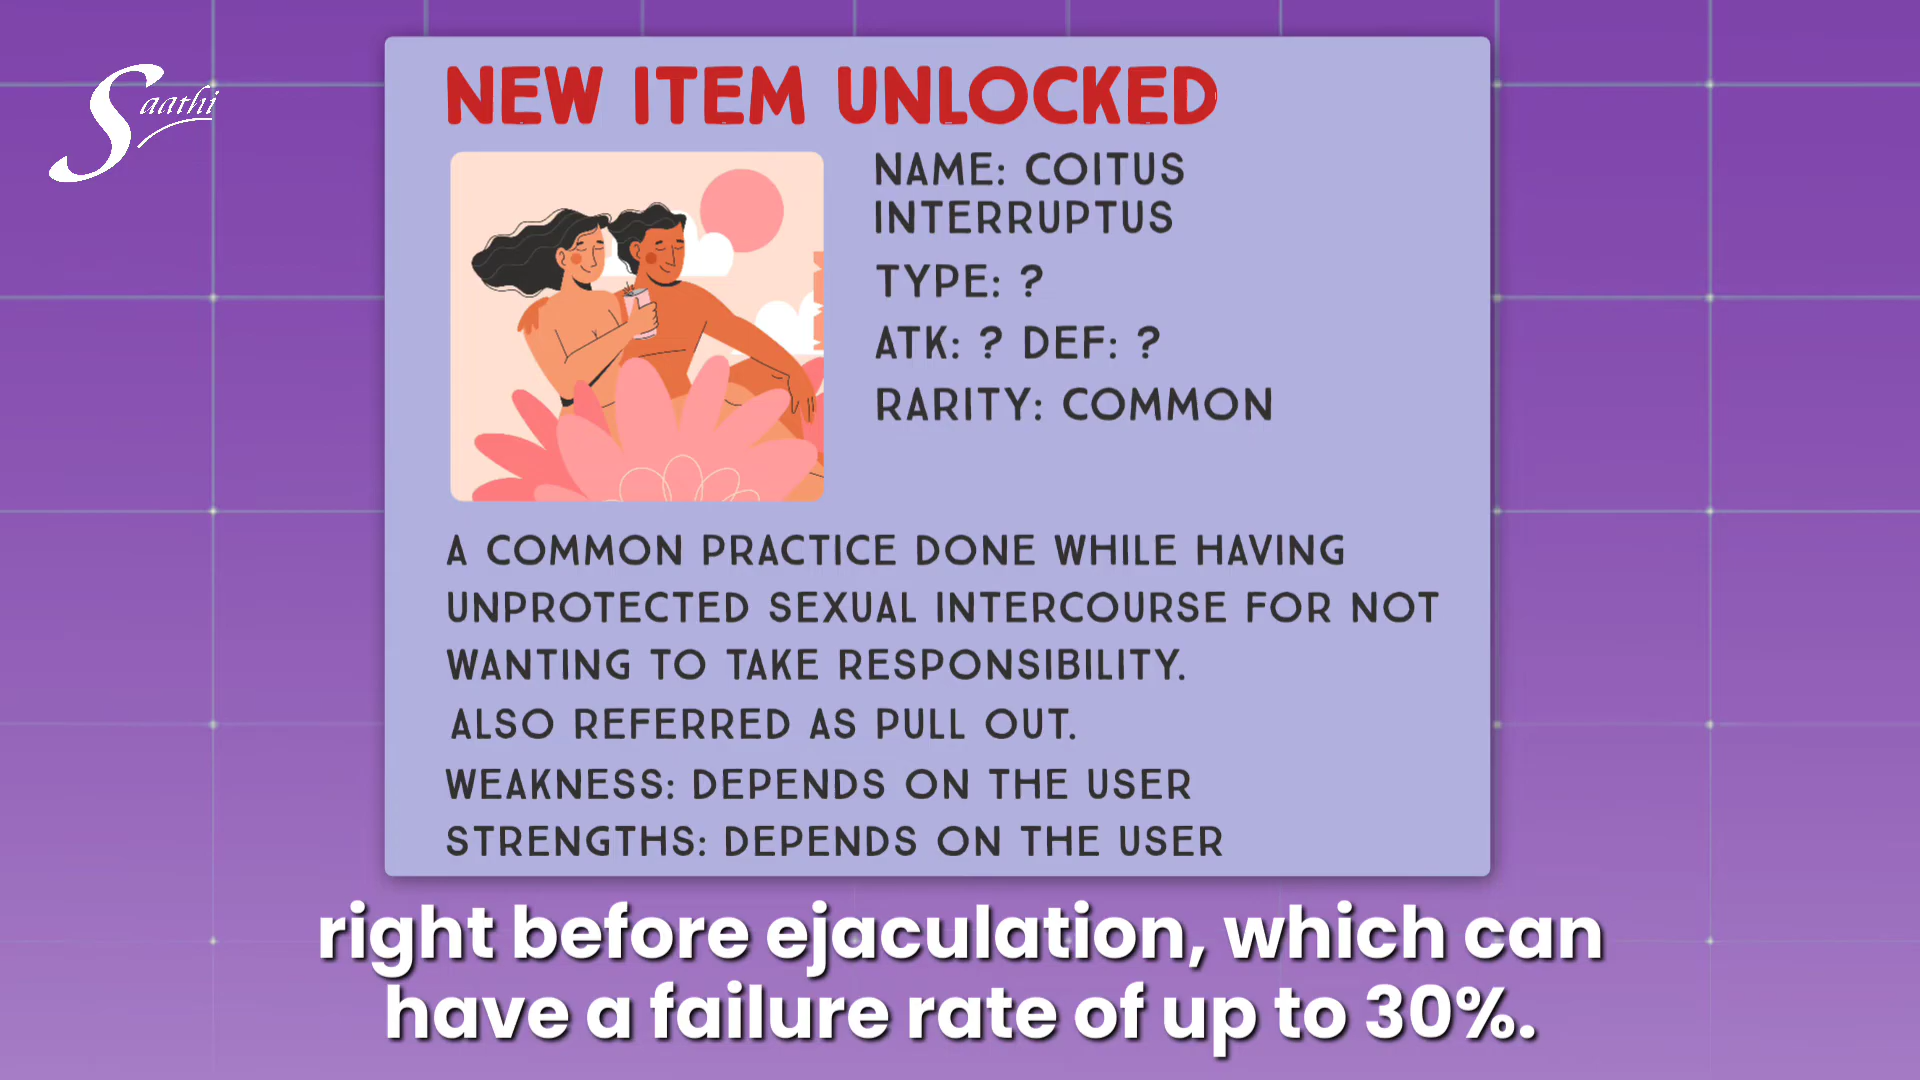 Saathi
NEW ITEM UNLOCKED
NAME: COITUS
INTERRUPTUS
TYPE: ?
ATK: ? DEF: ?
RARITY: COMMON
A COMMON PRACTICE DONE WHILE HAVING
UNPROTECTED SEXUAL INTERCOURSE FOR NOT
WANTING TO TAKE RESPONSIBILITY.
ALSO REFERRED AS PULL OUT.
WEAKNESS: DEPENDS ON THE USER
STRENGTHS: DEPENDS ON THE USER
right before ejaculation, which can
have a failure rate of up to 30%.